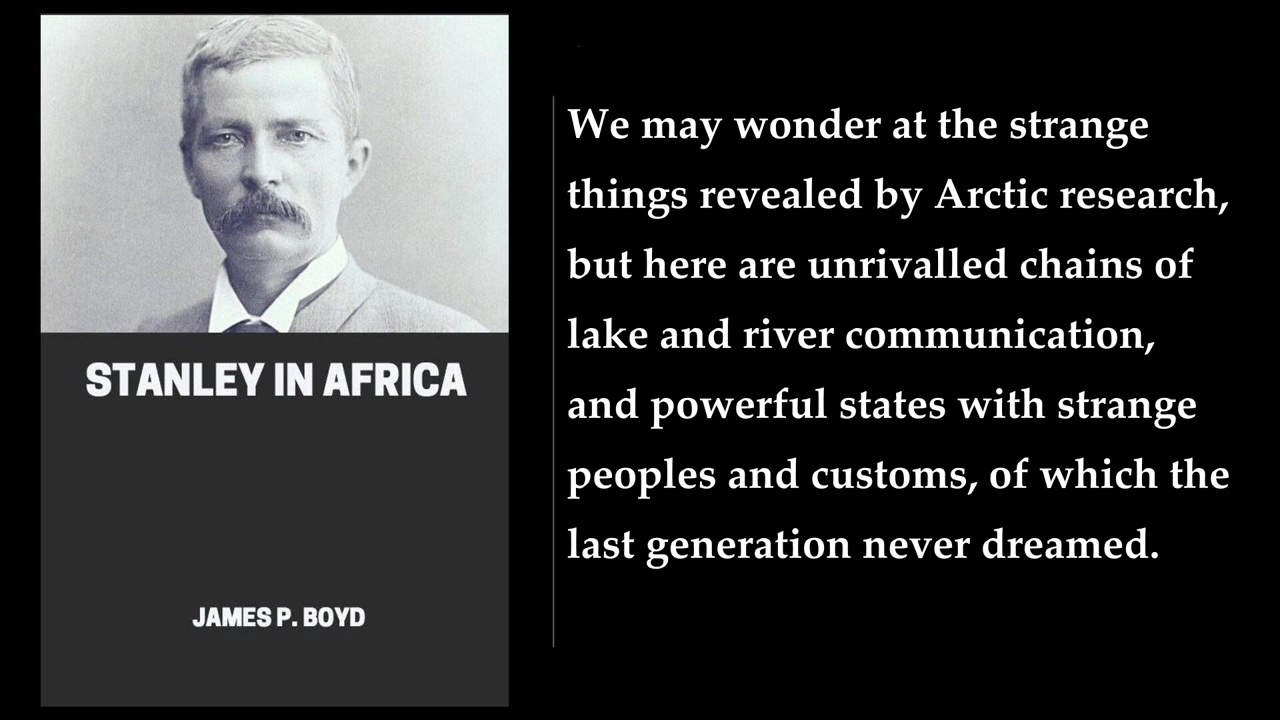 STANLEY IN AFRICA
JAMES P. BOYD
We may wonder at the strange
things revealed by Arctic research,
but here are unrivalled chains of
lake and river communication,
and powerful states with strange
peoples and customs, of which the
last generation never dreamed.